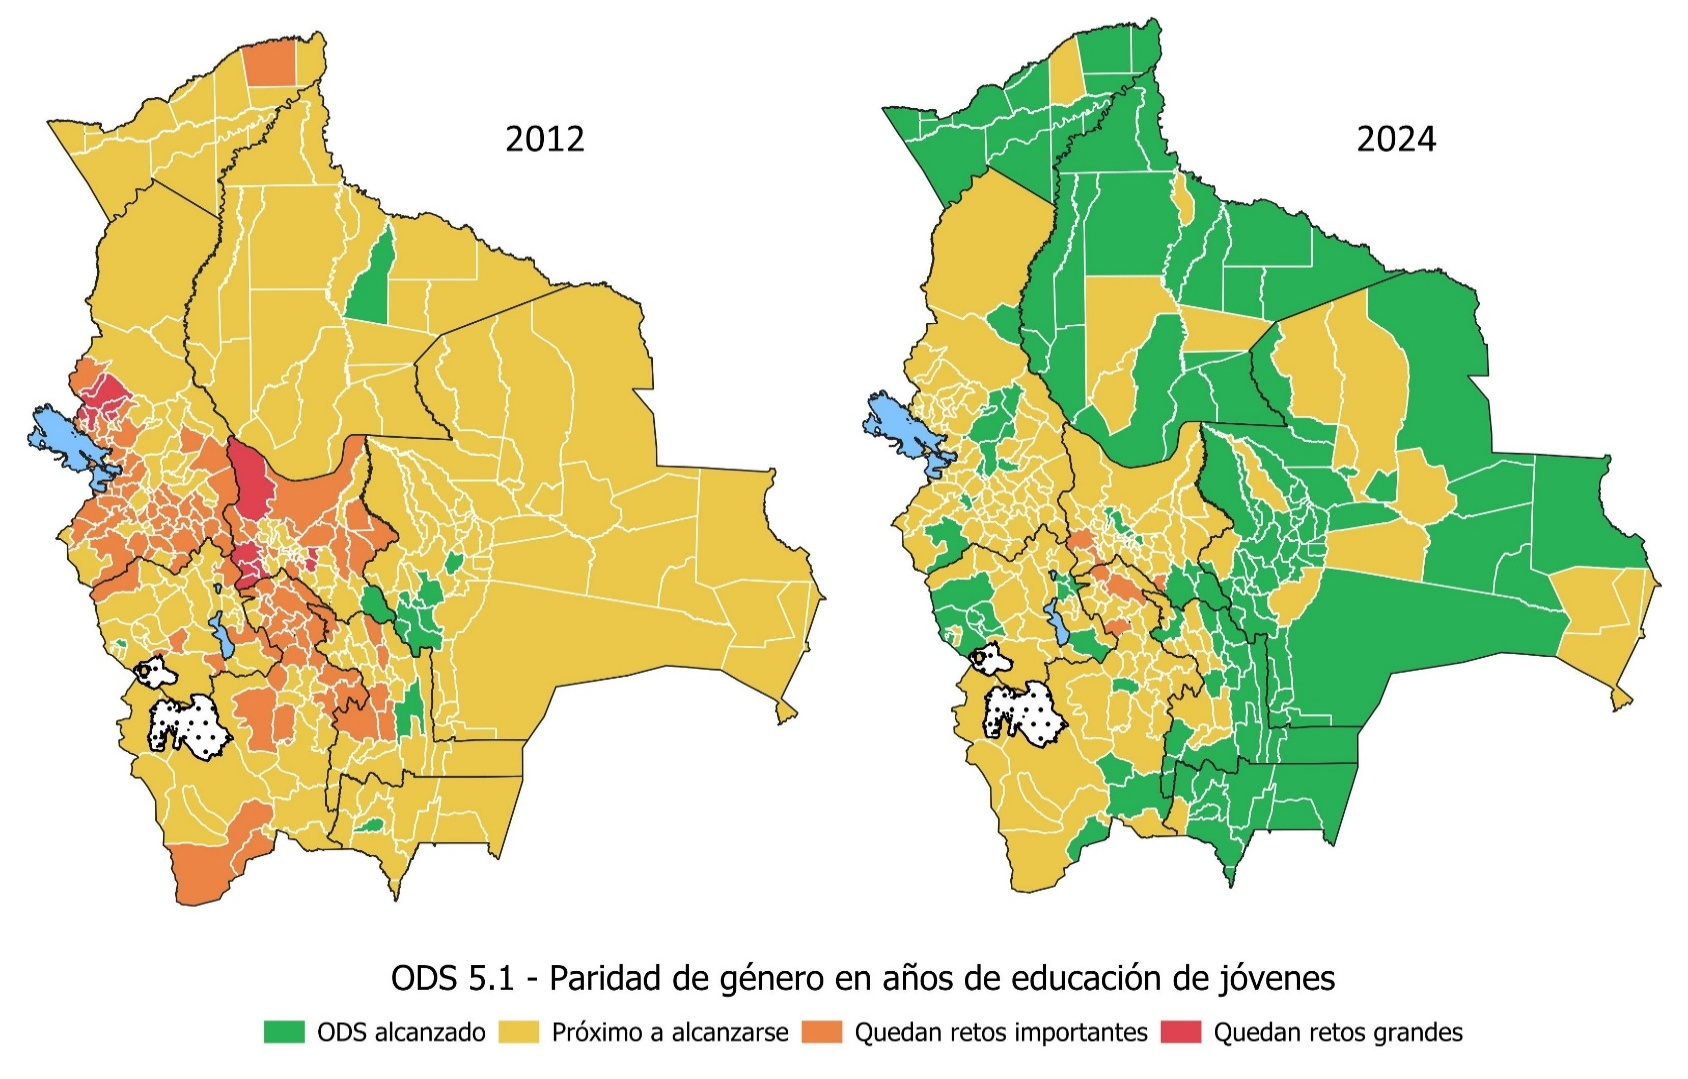 2012
2024
ODS 5.1 - Paridad de género en años de educación de jóvenes
ODS alcanzado
Próximo a alcanzarse
Quedan retos importantes
Quedan retos grandes